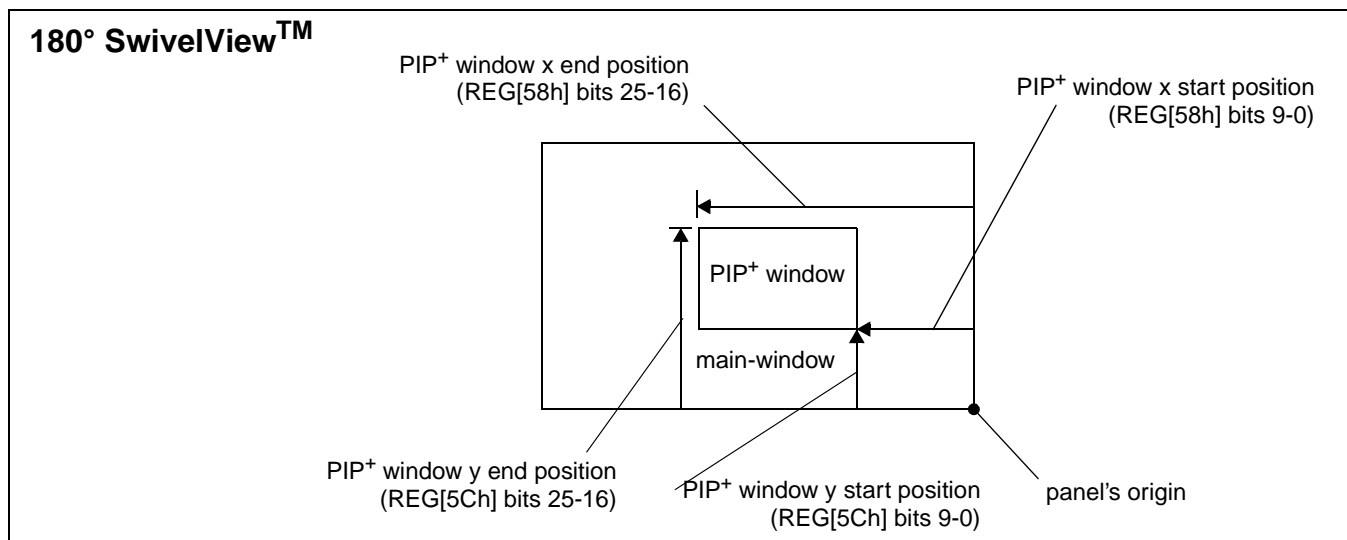 180° SwivelView™
PIP+ window x end position
(REG[58h] bits 25-16)
PIP+ window x start position
(REG[58h] bits 9-0)
PIP+ window
main-window
PIP+ window y end position
(REG[5Ch] bits 25-16)
PIP+ window y start position
(REG[5Ch] bits 9-0)
panel's origin